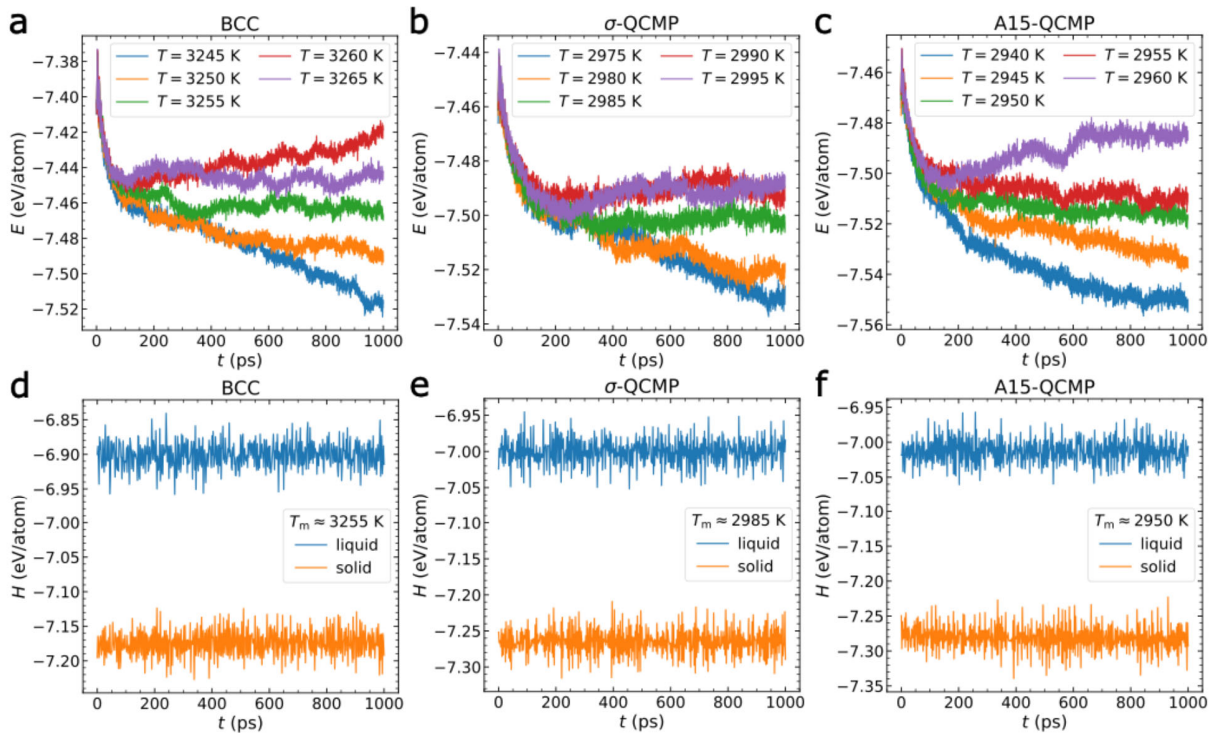 a
BCC
E (eV/atom)
−7.38
−7.40
−7.42
−7.44
−7.46
−7.48
−7.50
−7.52
T = 3245 K
T = 3250 K
T = 3255 K
T = 3260 K
T = 3265 K
0 200 400 600 800 1000
t (ps)
b
σ-QCMP
E (eV/atom)
−7.44
−7.46
−7.48
−7.50
−7.52
−7.54
T = 2975 K
T = 2980 K
T = 2985 K
T = 2990 K
T = 2995 K
0 200 400 600 800 1000
t (ps)
c
A15-QCMP
E (eV/atom)
−7.46
−7.48
−7.50
−7.52
−7.54
−7.56
T = 2940 K
T = 2945 K
T = 2950 K
T = 2955 K
T = 2960 K
0 200 400 600 800 1000
t (ps)
d
BCC
H (eV/atom)
−6.85
−6.90
−6.95
−7.00
−7.05
−7.10
−7.15
−7.20
Tm ≈ 3255 K
liquid
solid
0 200 400 600 800 1000
t (ps)
e
σ-QCMP
H (eV/atom)
−6.95
−7.00
−7.05
−7.10
−7.15
−7.20
−7.25
−7.30
Tm ≈ 2985 K
liquid
solid
0 200 400 600 800 1000
t (ps)
f
A15-QCMP
H (eV/atom)
−6.95
−7.00
−7.05
−7.10
−7.15
−7.20
−7.25
−7.30
−7.35
Tm ≈ 2950 K
liquid
solid
0 200 400 600 800 1000
t (ps)